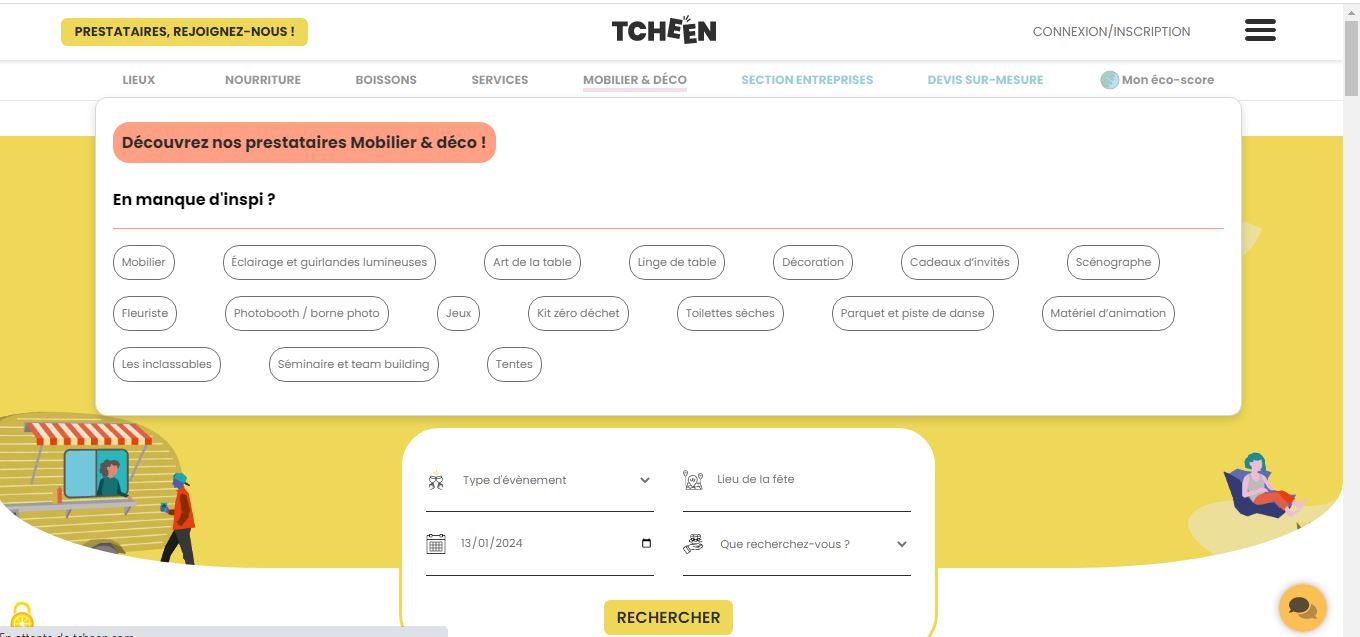 PRESTATAIRES, REJOIGNEZ-NOUS !
TCHEEN
CONNEXION/INSCRIPTION
LIEUX NOURRITURE BOISSONS SERVICES MOBILIER & DÉCO SECTION ENTREPRISES DEVIS SUR-MESURE Mon éco-score
Découvrez nos prestataires Mobilier & déco !
En manque d'inspi ?
Mobilier Éclairage et guirlandes lumineuses Art de la table Linge de table Décoration Cadeaux d’invités Scénographe
Fleuriste Photobooth / borne photo Jeux Kit zéro déchet Toilettes sèches Parquet et piste de danse Matériel d’animation
Les inclassables Séminaire et team building Tentes
Type d'évènement Lieu de la fête
13/01/2024 Que recherchez-vous ?
RECHERCHER
En attente de tcheen.com